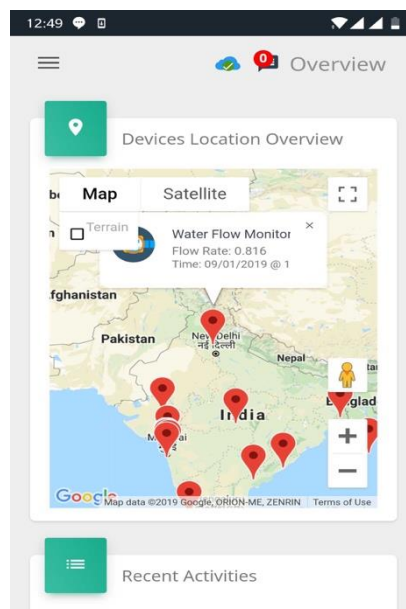 12:49
0
Overview
Devices Location Overview
Map Satellite
Terrain
Water Flow Monitor
Flow Rate: 0.816
Time: 09/01/2019 @ 1
fghanistan
Pakistan
New Delhi
नई दिल्ली
Nepal
India
Google
Map data ©2019 Google, ORION-ME, ZENRIN Terms of Use
Recent Activities